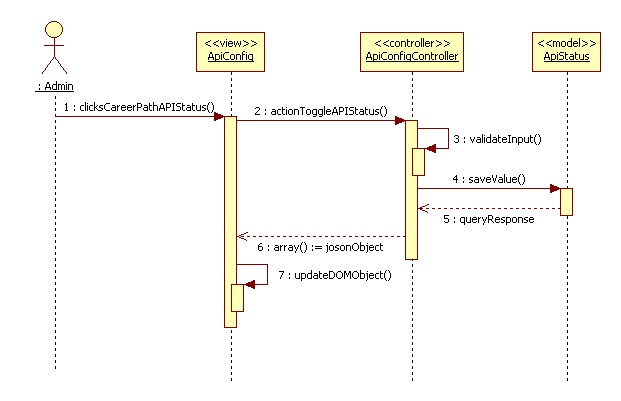 <<view>>
ApiConfig
<<controller>>
ApiConfigController
<<model>>
ApiStatus
: Admin
1 : clicksCareerPathAPIStatus()
2 : actionToggleAPIStatus()
3 : validateInput()
4 : saveValue()
5 : queryResponse
6 : array() := josonObject
7 : updateDOMObject()